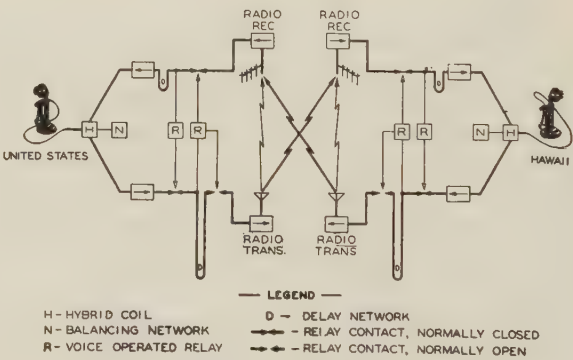 RADIO REC
RADIO REC
D
D
H
N
R
R
R
R
N
H
UNITED STATES
HAWAII
RADIO TRANS.
RADIO TRANS
D
D
LEGEND
H - HYBRID COIL
N - BALANCING NETWORK
R - VOICE OPERATED RELAY
D - DELAY NETWORK
- RELAY CONTACT, NORMALLY CLOSED
- RELAY CONTACT, NORMALLY OPEN